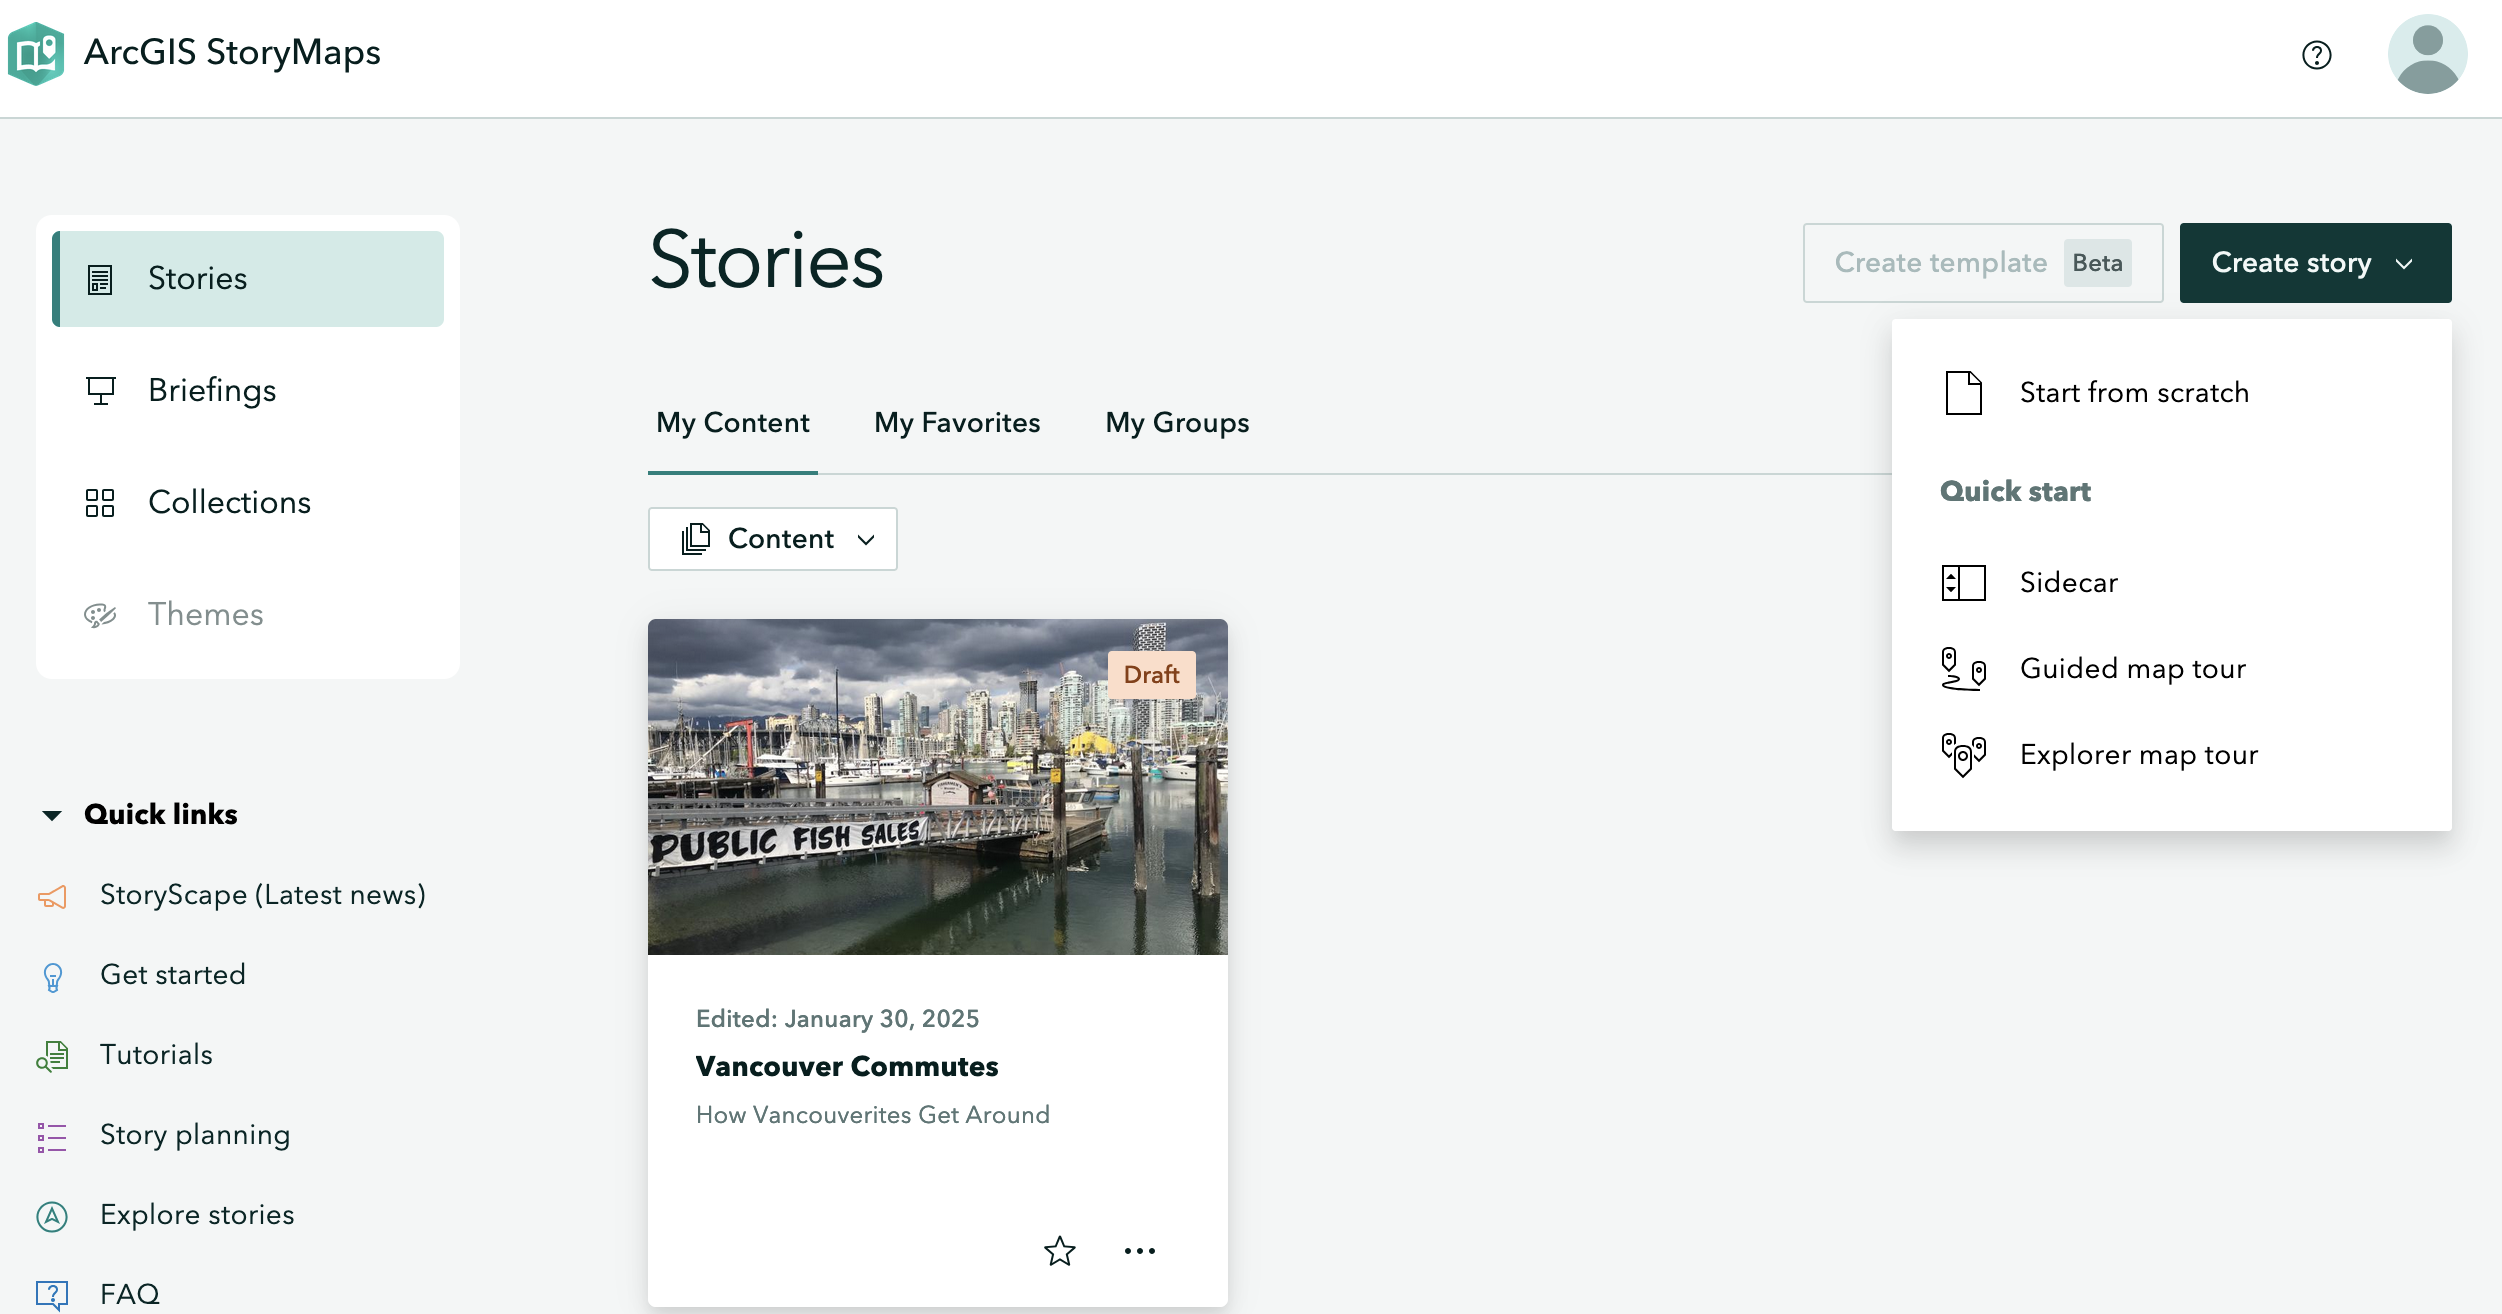 ArcGIS StoryMaps
Stories
Briefings
Collections
Themes
Quick links
StoryScape (Latest news)
Get started
Tutorials
Story planning
Explore stories
FAQ
Stories
Create template Beta
Create story
My Content
My Favorites
My Groups
Content
Start from scratch
Quick start
Sidecar
Guided map tour
Explorer map tour
Draft
PUBLIC FISH SALES
Edited: January 30, 2025
Vancouver Commutes
How Vancouverites Get Around